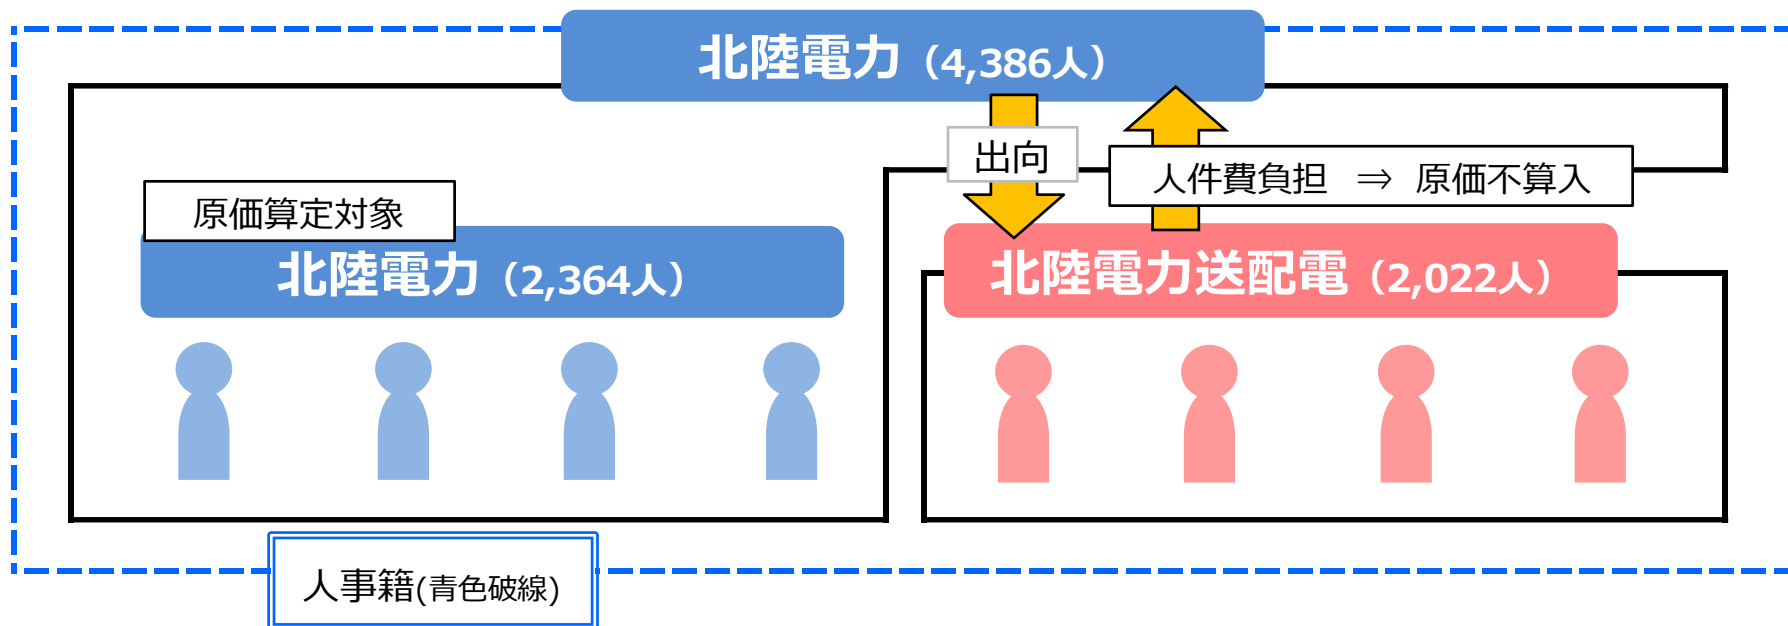 北陸電力（4,386人）
出向
人件費負担　⇒　原価不算入
原価算定対象
北陸電力（2,364人）
北陸電力送配電（2,022人）
人事籍(青色破線)